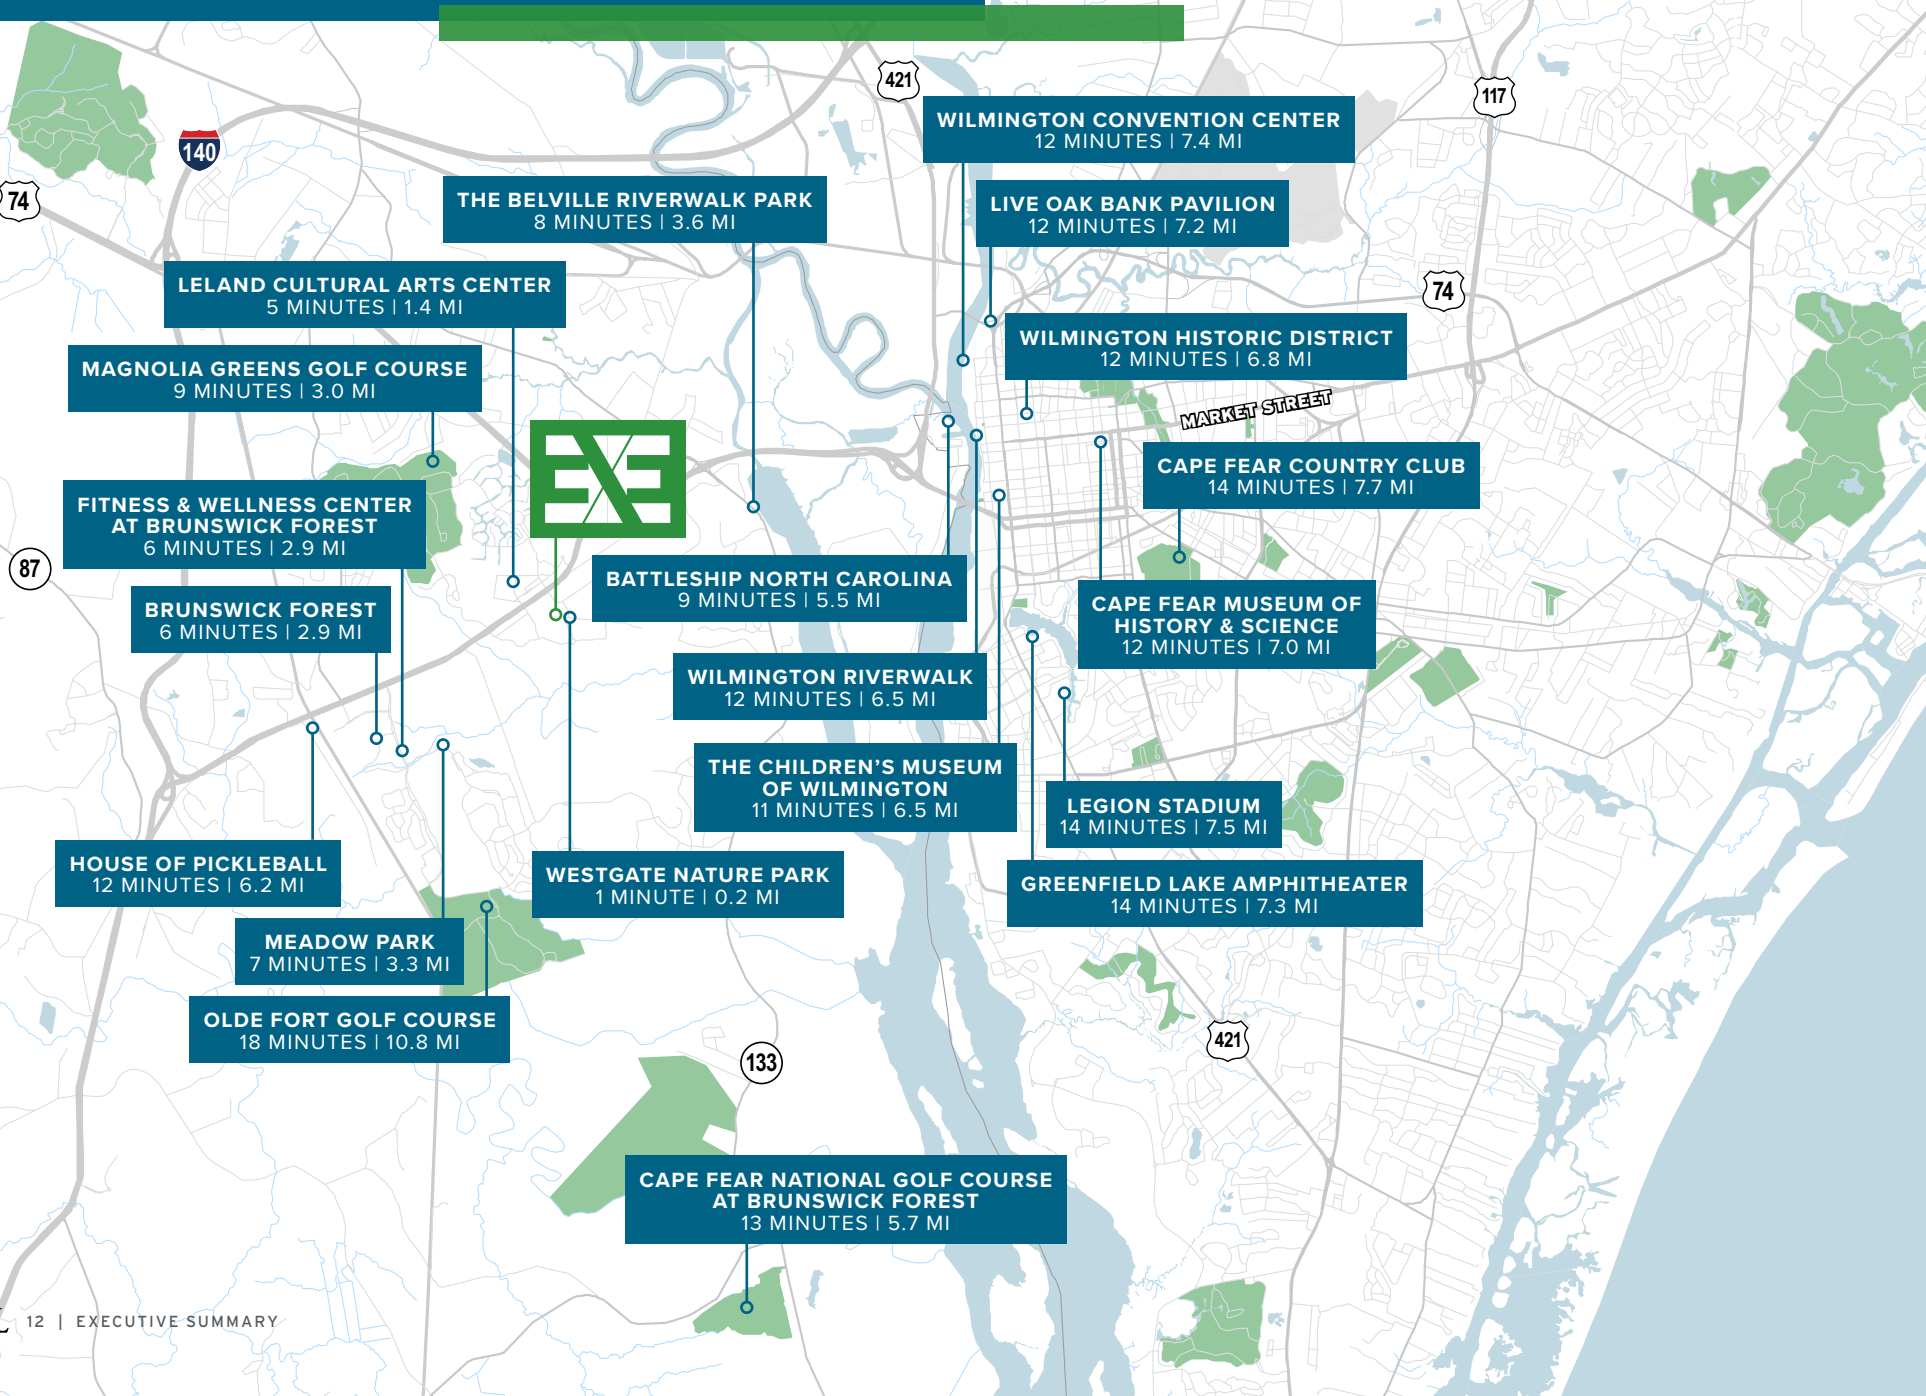 421
117
WILMINGTON CONVENTION CENTER
12 MINUTES | 7.4 MI
140
74
THE BELVILLE RIVERWALK PARK
8 MINUTES | 3.6 MI
LIVE OAK BANK PAVILION
12 MINUTES | 7.2 MI
LELAND CULTURAL ARTS CENTER
5 MINUTES | 1.4 MI
74
WILMINGTON HISTORIC DISTRICT
12 MINUTES | 6.8 MI
MAGNOLIA GREENS GOLF COURSE
9 MINUTES | 3.0 MI
MARKET STREET
CAPE FEAR COUNTRY CLUB
14 MINUTES | 7.7 MI
FITNESS & WELLNESS CENTER
AT BRUNSWICK FOREST
6 MINUTES | 2.9 MI
87
BATTLESHIP NORTH CAROLINA
9 MINUTES | 5.5 MI
BRUNSWICK FOREST
6 MINUTES | 2.9 MI
CAPE FEAR MUSEUM OF
HISTORY & SCIENCE
12 MINUTES | 7.0 MI
WILMINGTON RIVERWALK
12 MINUTES | 6.5 MI
THE CHILDREN'S MUSEUM
OF WILMINGTON
11 MINUTES | 6.5 MI
LEGION STADIUM
14 MINUTES | 7.5 MI
HOUSE OF PICKLEBALL
12 MINUTES | 6.2 MI
WESTGATE NATURE PARK
1 MINUTE | 0.2 MI
GREENFIELD LAKE AMPHITHEATER
14 MINUTES | 7.3 MI
MEADOW PARK
7 MINUTES | 3.3 MI
OLDE FORT GOLF COURSE
18 MINUTES | 10.8 MI
421
133
CAPE FEAR NATIONAL GOLF COURSE
AT BRUNSWICK FOREST
13 MINUTES | 5.7 MI
12 | EXECUTIVE SUMMARY